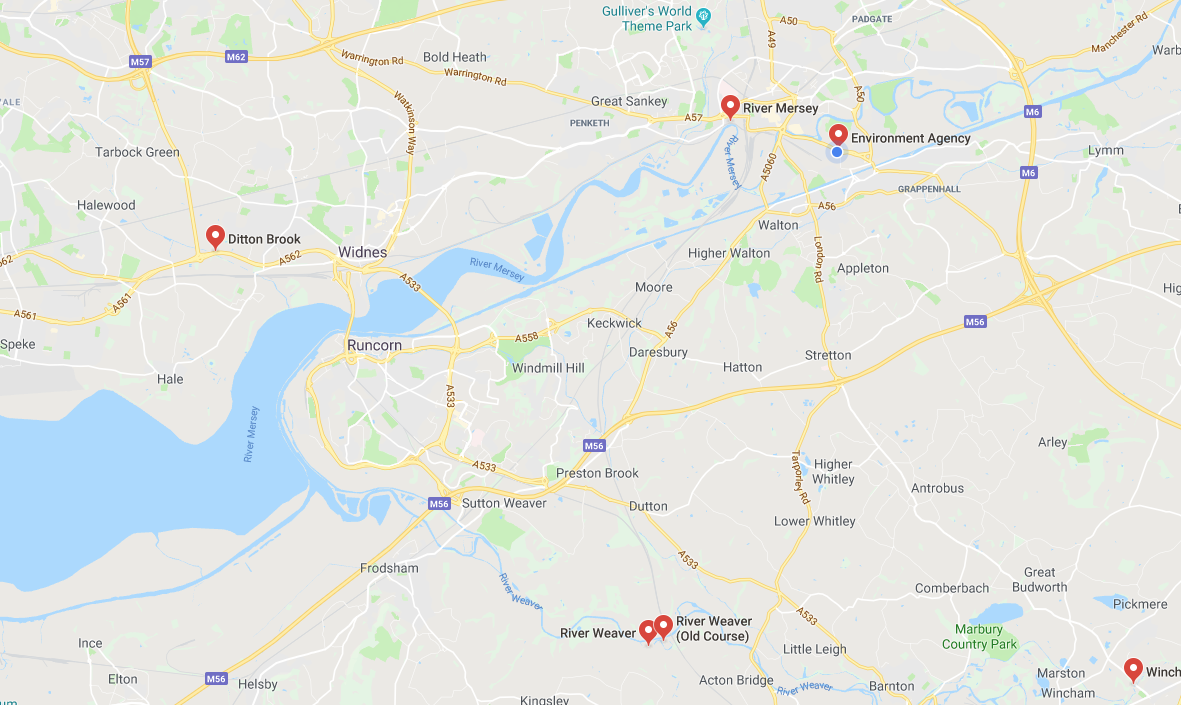 Gulliver's World
Theme Park
A50
PADGATE
A49
Manchester Rd
Warb
M62
M57
Warrington Rd
Bold Heath
Warrington Rd
Watkinson Way
Great Sankey
A50
River Mersey
M6
A57
PENKETH
VALE
Environment Agency
Tarbock Green
Lymm
River Mersey
A5060
M6
GRAPPENHALL
Halewood
A56
Walton
Ditton Brook
London Rd
Widnes
A562
562
Higher Walton
River Mersey
Appleton
A533
Moore
Hig
A561
A561
Keckwick
M56
A56
Speke
Runcorn
A558
Daresbury
Stretton
Windmill Hill
Hatton
Hale
A533
River Mersey
M56
Arley
A533
Preston Brook
Tarporley Rd
Higher
Whitley
Antrobus
M56
Sutton Weaver
Dutton
Lower Whitley
A533
Frodsham
River Weaver
Great
Budworth
Comberbach
Pickmere
A533
River Weaver
River Weaver
(Old Course)
Marbury
Country Park
Ince
Little Leigh
Elton
M56
Helsby
Acton Bridge
River Weaver
Barnton
Marston
Winch
Wincham
Kingsley
um